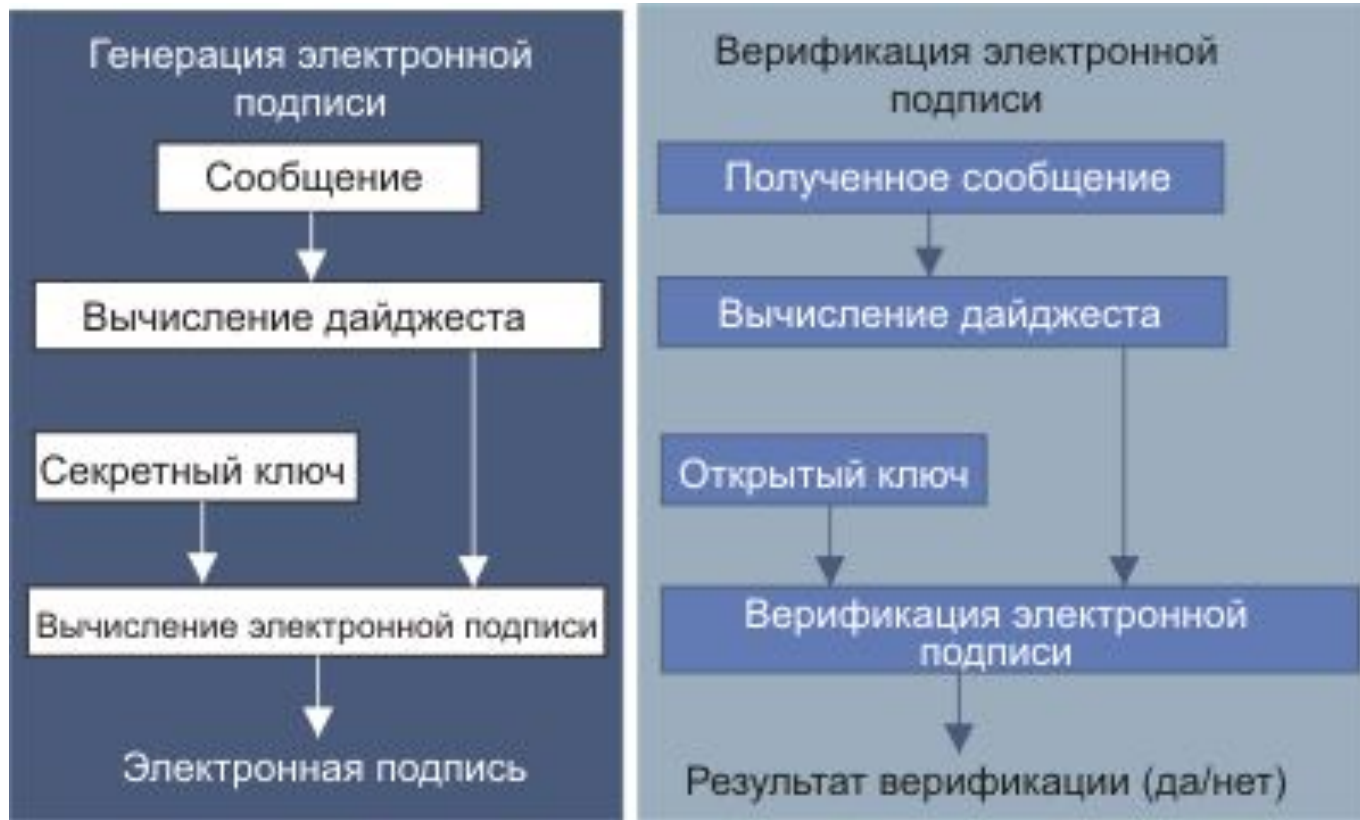 Генерация электронной
подписи
Сообщение
Вычисление дайджеста
Секретный ключ
Вычисление электронной подписи
Электронная подпись
Верификация электронной
подписи
Полученное сообщение
Вычисление дайджеста
Открытый ключ
Верификация электронной
подписи
Результат верификации (да/нет)